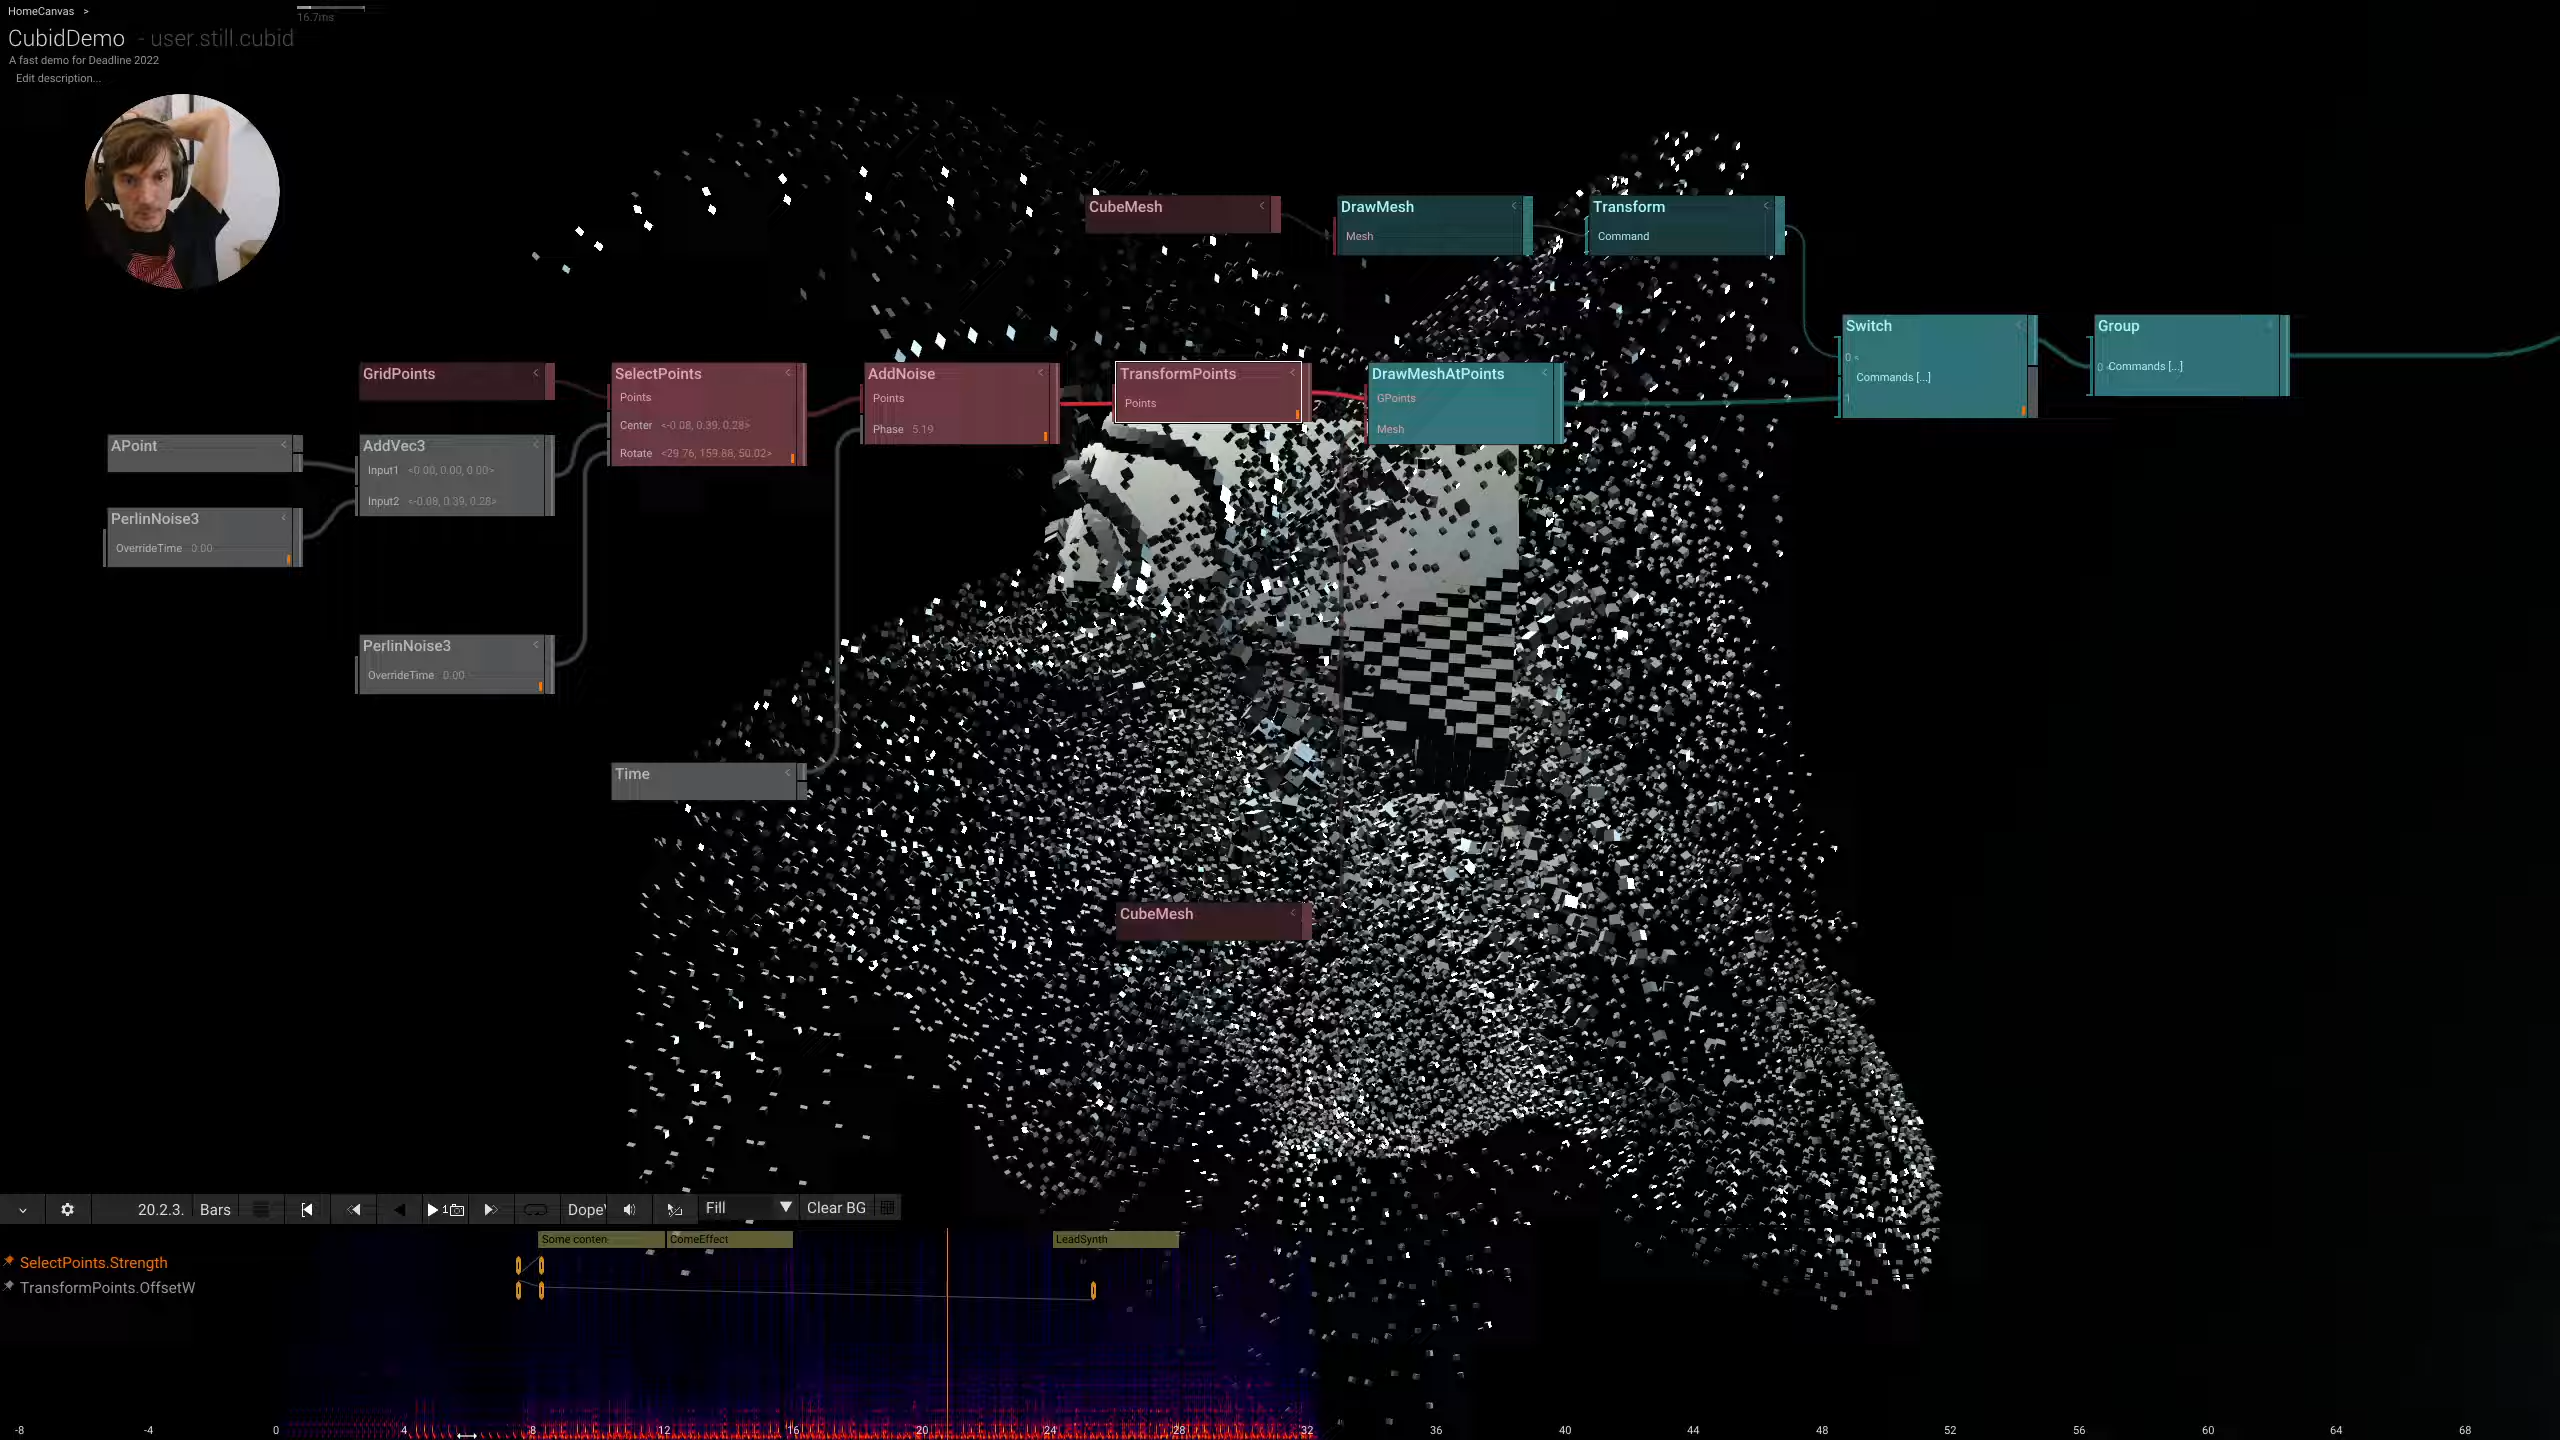 HomeCanvas >
16.7ms
CubidDemo - user.still.cubid
A fast demo for Deadline 2022
Edit description...
CubeMesh
DrawMesh
Mesh
Transform
Command
Switch
0
Commands [...]
1
Group
0
Commands [...]
GridPoints
SelectPoints
Points
Center <-0.08, 0.39, 0.28>
Rotate <29.76, 159.88, 50.02>
AddNoise
Points
Phase 5.19
TransformPoints
Points
DrawMeshAtPoints
GPoints
Mesh
APoint
AddVec3
Input1 <0.00, 0.00, 0.00>
Input2 <-0.08, 0.39, 0.28>
PerlinNoise3
OverrideTime 0.00
PerlinNoise3
OverrideTime 0.00
Time
CubeMesh
20.2.3. Bars
1
Dope
Fill
Clear BG
Some conten
ComeEffect
LeadSynth
SelectPoints.Strength
TransformPoints.OffsetW
-8 -4 0 4 8 12 16 20 24 28 32 36 40 44 48 52 56 60 64 68